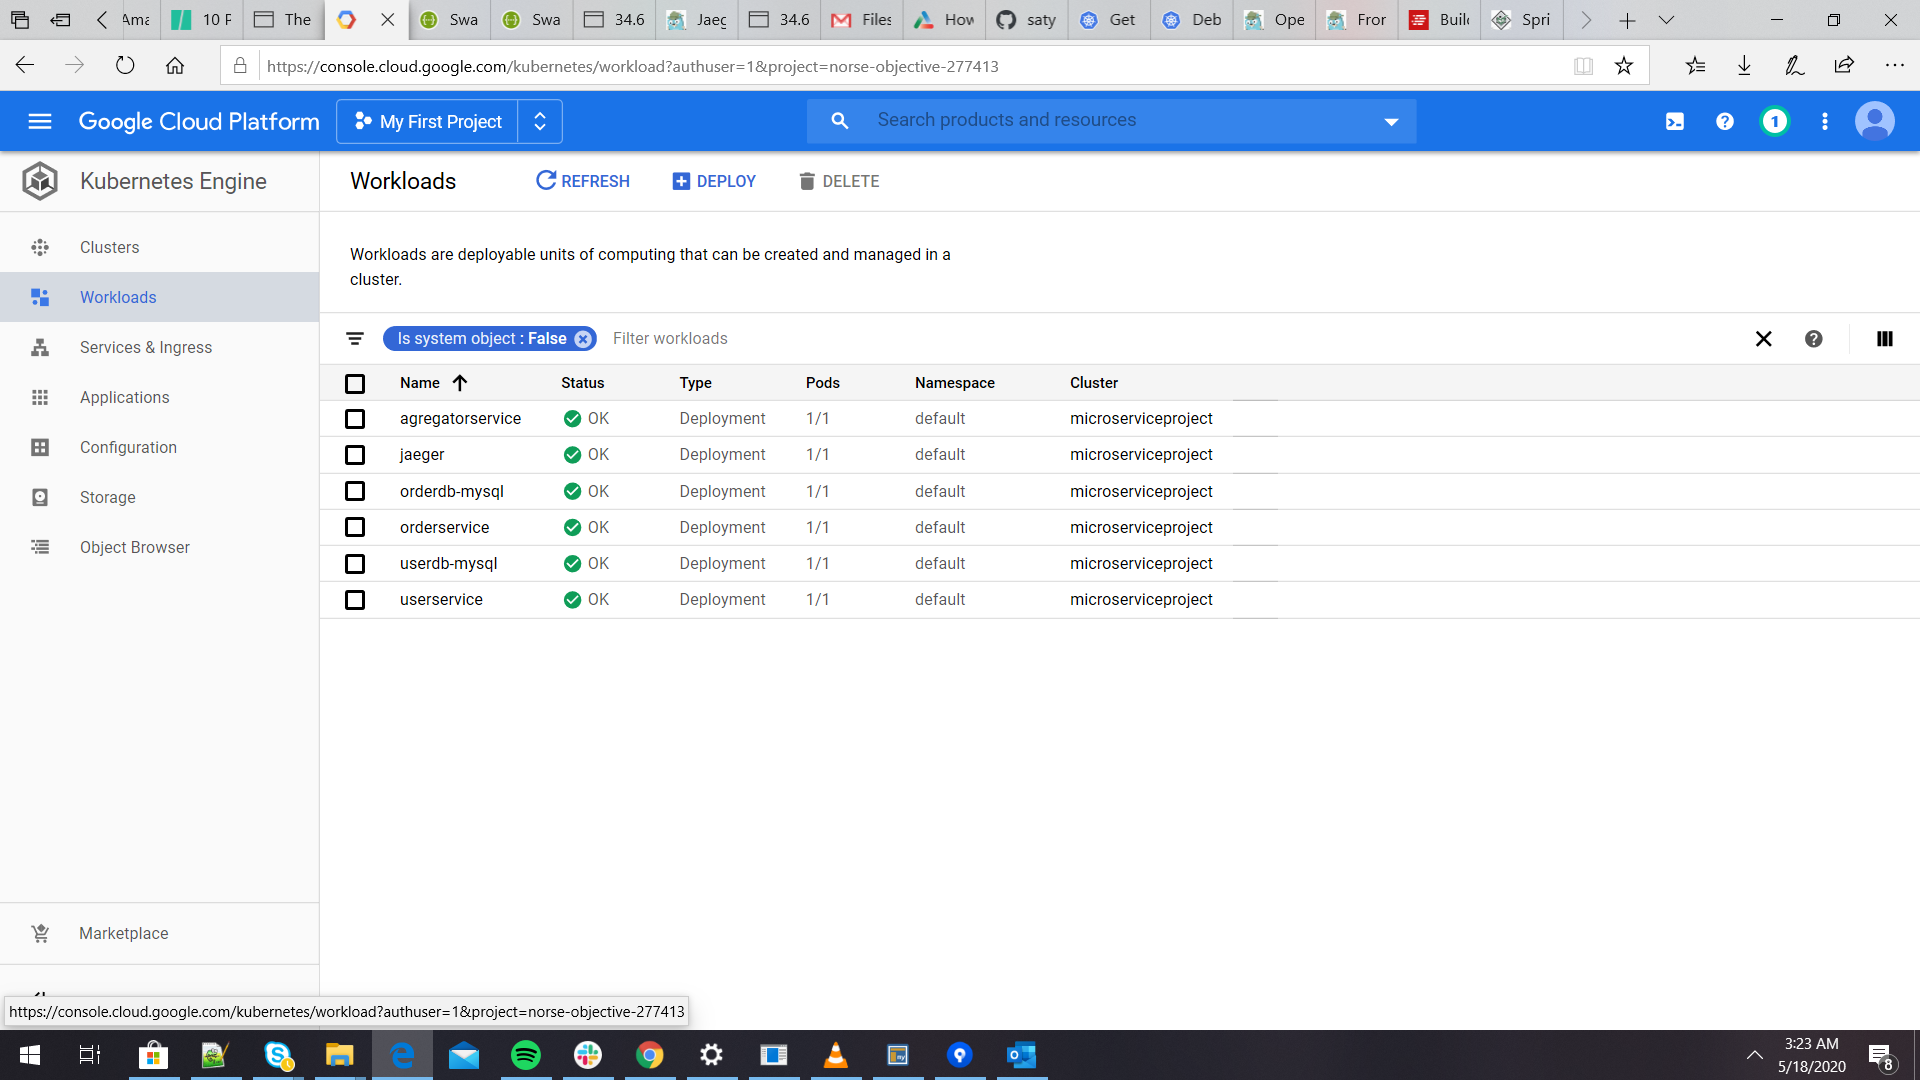 Ama
10 F
The
Swa
Swa
34.6
Jaeg
34.6
Files
How
saty
Get
Deb
Ope
Fror
Build
Spri
https://console.cloud.google.com/kubernetes/workload?authuser=1&project=norse-objective-277413
Google Cloud Platform
My First Project
Search products and resources
1
Kubernetes Engine
Workloads
REFRESH
DEPLOY
DELETE
Clusters
Workloads
Services & Ingress
Applications
Configuration
Storage
Object Browser
Marketplace
Workloads are deployable units of computing that can be created and managed in a
cluster.
Is system object : False
Filter workloads
Name Status Type Pods Namespace Cluster
agregatorservice OK Deployment 1/1 default microserviceproject
jaeger OK Deployment 1/1 default microserviceproject
orderdb-mysql OK Deployment 1/1 default microserviceproject
orderservice OK Deployment 1/1 default microserviceproject
userdb-mysql OK Deployment 1/1 default microserviceproject
userservice OK Deployment 1/1 default microserviceproject
https://console.cloud.google.com/kubernetes/workload?authuser=1&project=norse-objective-277413
3:23 AM
5/18/2020
8